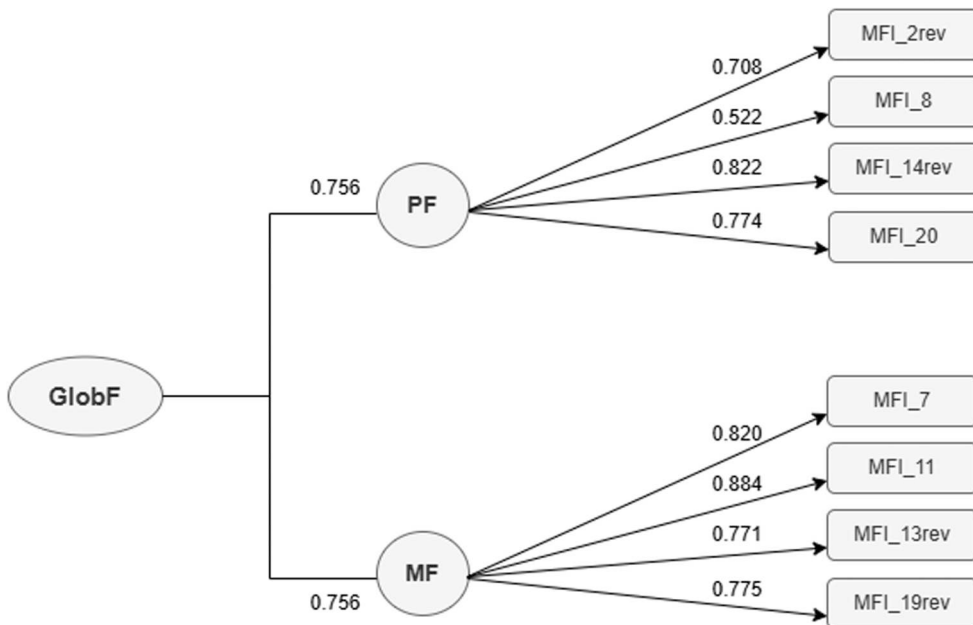 MFI_2rev
0.708
MFI_8
0.522
0.822
MFI_14rev
0.756
PF
0.774
MFI_20
GlobF
MFI_7
0.820
MFI_11
0.884
0.771
MFI_13rev
MF
0.775
0.756
MFI_19rev